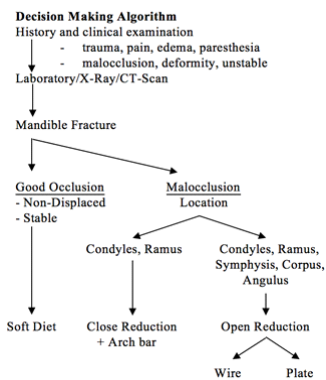 Decision Making Algorithm
History and clinical examination
- trauma, pain, edema, paresthesia
- malocclusion, deformity, unstable
Laboratory/X-Ray/CT-Scan
Mandible Fracture
Good Occlusion
- Non-Displaced
- Stable
Malocclusion
Location
Condyles, Ramus
Condyles, Ramus,
Symphysis, Corpus,
Angulus
Soft Diet
Close Reduction
+ Arch bar
Open Reduction
Wire
Plate